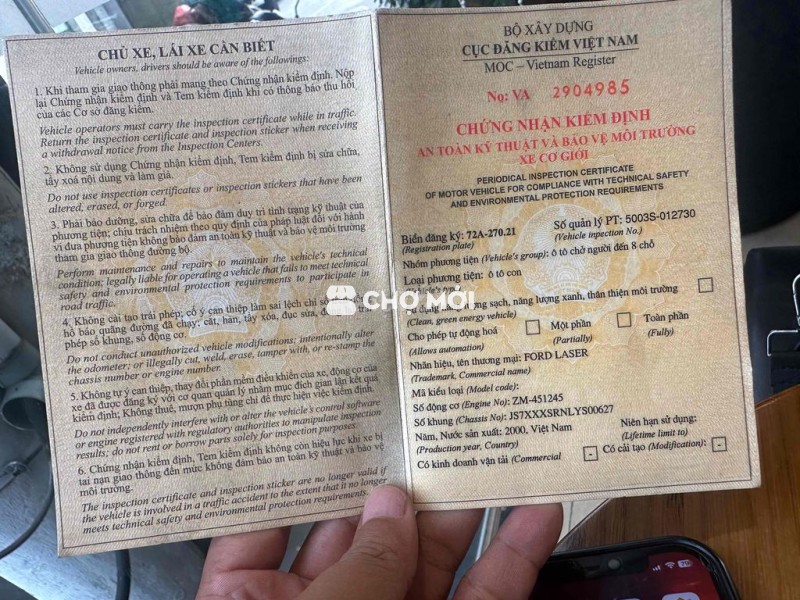 CHỦ XE, LÁI XE CẦN BIẾT
Vehicle owners, drivers should be aware of the followings:
1. Khi tham gia giao thông phải mang theo Chứng nhận kiểm định. Nộp
lại Chứng nhận kiểm định và Tem kiểm định khi có thông báo thu hồi
của các Cơ sở đăng kiểm.
Vehicle operators must carry the inspection certificate while in traffic.
Return the inspection certificate and inspection sticker when receiving
a withdrawal notice from the Inspection Centers.
2. Không sử dụng Chứng nhận kiểm định, Tem kiểm định bị sửa chữa,
tẩy xoá nội dung và làm giả.
Do not use inspection certificates or inspection stickers that have been
altered, erased, or forged.
3. Phải bảo dưỡng, sửa chữa để bảo đảm duy trì tình trạng kỹ thuật của
phương tiện; chịu trách nhiệm theo quy định của pháp luật đối với hành
vi đưa phương tiện không bảo đảm an toàn kỹ thuật và bảo vệ môi trường
tham gia giao thông đường bộ.
Perform maintenance and repairs to maintain the vehicle's technical
condition; legally liable for operating a vehicle that fails to meet technical
safety and environmental protection requirements to participate in
road traffic.
4. Không cải tạo trái phép; cố ý can thiệp làm sai lệch chỉ số
hồ báo quãng đường đã chạy; cắt, hàn, tẩy xóa, đục sửa, đ
phép số khung, số động cơ.
Do not conduct unauthorized vehicle modifications; intentionally alter
the odometer; or illegally cut, weld, erase, tamper with, or re-stamp the
chassis number or engine number.
5. Không tự ý can thiệp, thay đổi phần mềm điều khiển của xe, động cơ của
xe đã được đăng ký với cơ quan quản lý nhằm mục đích gian lận kết quả
kiểm định; Không thuê, mượn phụ tùng chỉ để thực hiện việc kiểm định.
Do not independently interfere with or alter the vehicle's control software
or engine registered with regulatory authorities to manipulate inspection
results; do not rent or borrow parts solely for inspection purposes.
6. Chứng nhận kiểm định, Tem kiểm định không còn hiệu lực khi xe bị
tai nạn giao thông đến mức không đảm bảo an toàn kỹ thuật và bảo vệ
môi trường.
The inspection certificate and inspection sticker are no longer valid if
the vehicle is involved in a traffic accident to the extent that it no longer
meets technical safety and environmental protection requirements.
BỘ XÂY DỰNG
CỤC ĐĂNG KIỂM VIỆT NAM
MOC – Vietnam Register
No: VA 2904985
CHỨNG NHẬN KIỂM ĐỊNH
AN TOÀN KỸ THUẬT VÀ BẢO VỆ MÔI TRƯỜNG
XE CƠ GIỚI
PERIODICAL INSPECTION CERTIFICATE
OF MOTOR VEHICLE FOR COMPLIANCE WITH TECHNICAL SAFETY
AND ENVIRONMENTAL PROTECTION REQUIREMENTS
Biển đăng ký: 72A-270.21 Số quản lý PT: 5003S-012730
(Registration plate) (Vehicle inspection No.)
Nhóm phương tiện (Vehicle's group): ô tô chở người đến 8 chỗ
Loại phương tiện: ô tô con
CHỢ MỚI
lượng sạch, năng lượng xanh, thân thiện môi trường
(Clean, green energy vehicle)
Cho phép tự động hoá Một phần Toàn phần
(Allows automation) (Partially) (Fully)
Nhãn hiệu, tên thương mại: FORD LASER
(Trademark, Commercial name)
Mã kiểu loại (Model code):
Số động cơ (Engine No): ZM-451245
Số khung (Chassis No): JS7XXXSRNLYS00627
Năm, Nước sản xuất: 2000, Việt Nam Niên hạn sử dụng:
(Production year, Country) (Lifetime limit to)
Có kinh doanh vận tải (Commercial - Có cải tạo (Modification): -